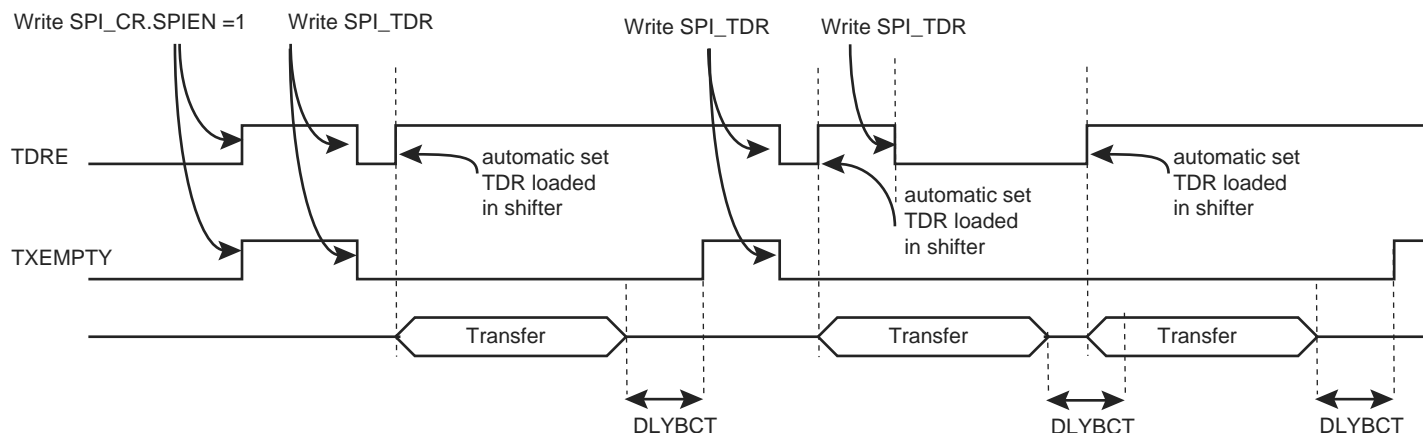 Write SPI_CR.SPIEN =1
Write SPI_TDR
Write SPI_TDR
Write SPI_TDR
TDRE
automatic set
TDR loaded
in shifter
automatic set
TDR loaded
in shifter
automatic set
TDR loaded
in shifter
TXEMPTY
Transfer
Transfer
Transfer
DLYBCT
DLYBCT
DLYBCT